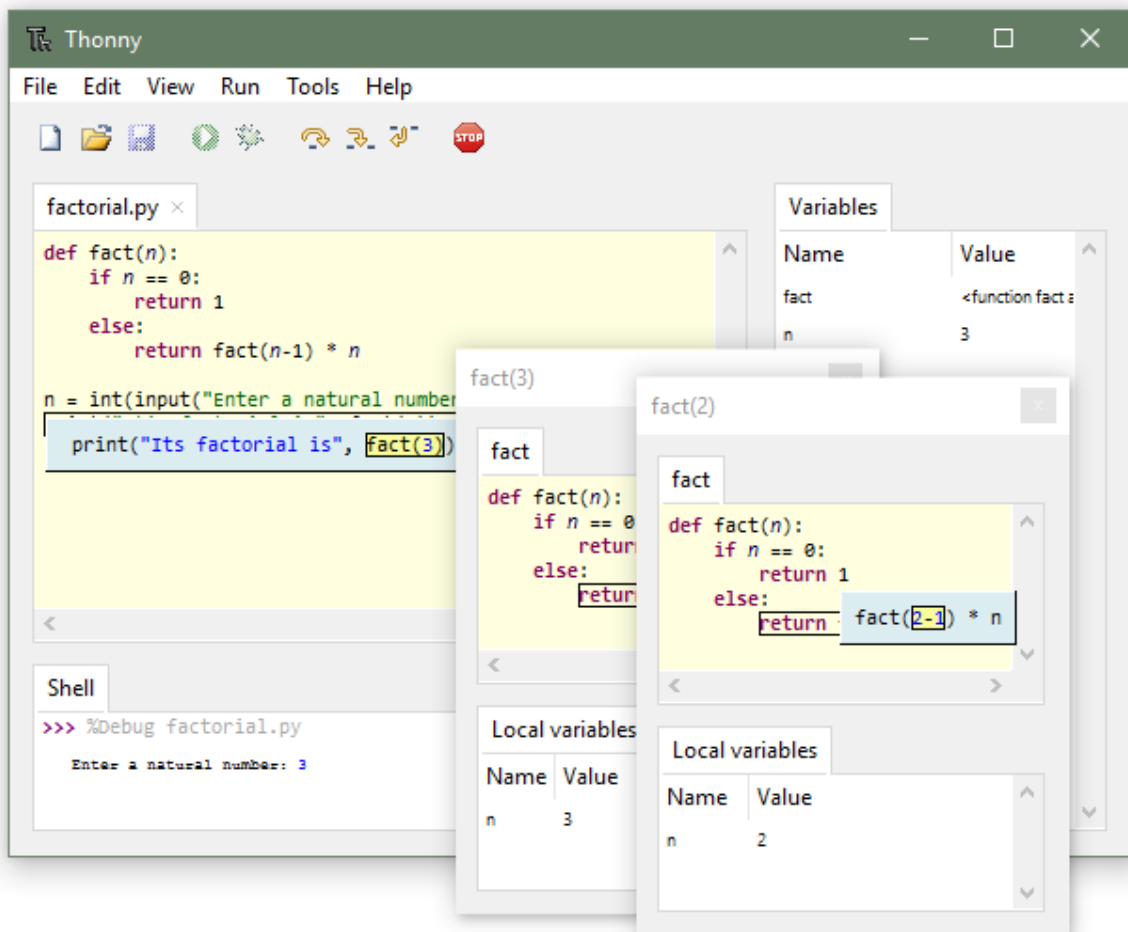 Thonny
File Edit View Run Tools Help
STOP
factorial.py
def fact(n):
    if n == 0:
        return 1
    else:
        return fact(n-1) * n
n = int(input("Enter a natural number
print("Its factorial is", fact(3))
Shell
>>> %Debug factorial.py
Enter a natural number: 3
Variables
Name Value
fact <function fact a
n 3
fact(3)
fact
def fact(n):
    if n == 0
        return
    else:
        return
Local variables
Name Value
n 3
fact(2)
x
fact
def fact(n):
    if n == 0:
        return 1
    else:
        return
fact(2-1) * n
Local variables
Name Value
n 2